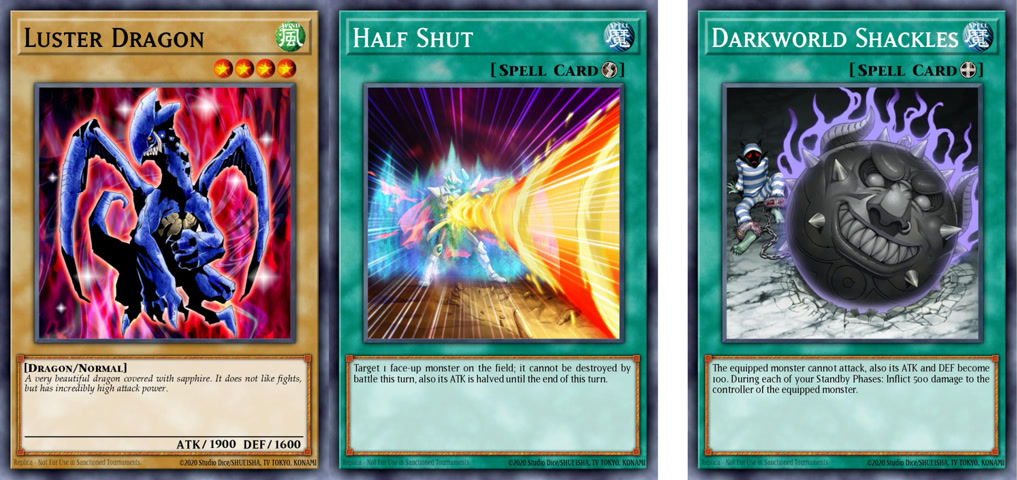 LUSTER DRAGON
WIND
風
[DRAGON/NORMAL]
A very beautiful dragon covered with sapphire. It does not like fights,
but has incredibly high attack power.
ATK/1900 DEF/1600
Replica - Not For Use in Sanctioned Tournaments
©2020 Studio Dice/SHUEISHA, TV TOKYO, KONAMI
HALF SHUT
魔
[SPELL CARD]
Target 1 face-up monster on the field; it cannot be destroyed by
battle this turn, also its ATK is halved until the end of this turn.
Replica - Not For Use in Sanctioned Tournaments
©2020 Studio Dice/SHUEISHA, TV TOKYO, KONAMI
DARKWORLD SHACKLES
魔
[SPELL CARD]
The equipped monster cannot attack, also its ATK and DEF become
100. During each of your Standby Phases: Inflict 500 damage to the
controller of the equipped monster.
Replica - Not For Use in Sanctioned Tournaments
©2020 Studio Dice/SHUEISHA, TV TOKYO, KONAMI